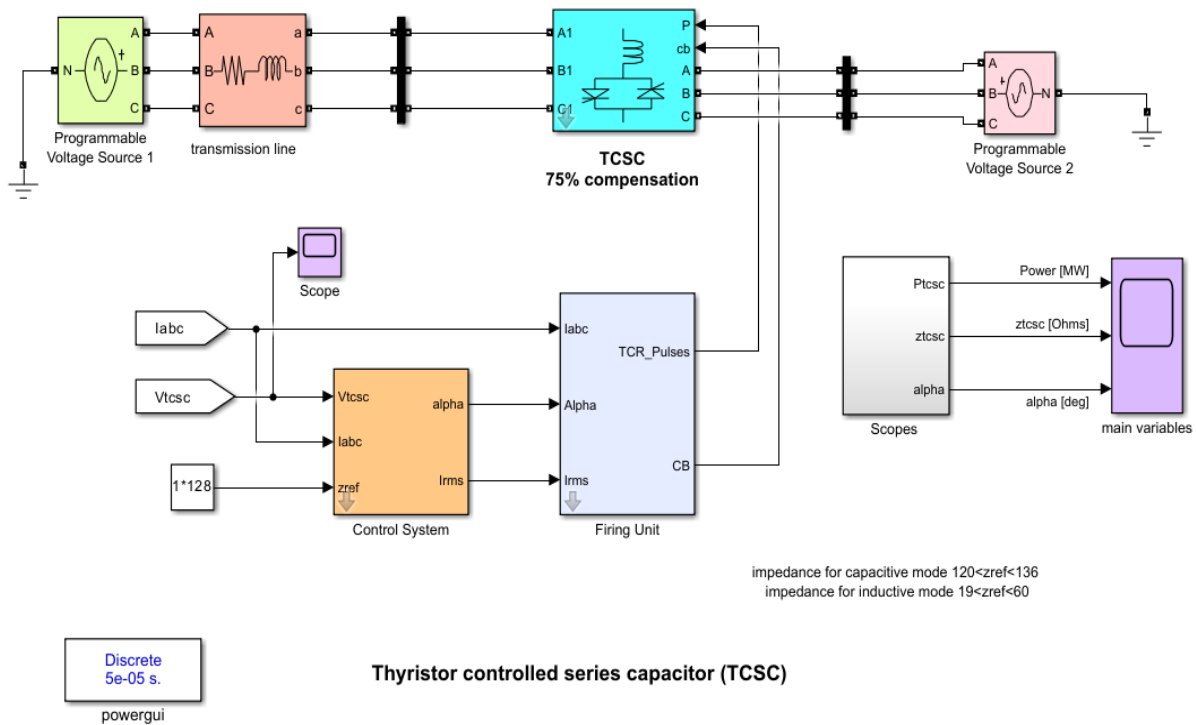 A
N
B
C
Programmable
Voltage Source 1
A
a
B
b
C
c
transmission line
A1
B1
C1
P
cb
A
B
C
TCSC
75% compensation
A
B
N
C
Programmable
Voltage Source 2
Scope
Iabc
Vtcsc
1*128
Vtcsc
Iabc
zref
alpha
Irms
Control System
Iabc
Alpha
Irms
TCR_Pulses
CB
Firing Unit
Ptcsc
ztcsc
alpha
Scopes
Power [MW]
ztcsc [Ohms]
alpha [deg]
main variables
impedance for capacitive mode 120<zref<136
impedance for inductive mode 19<zref<60
Discrete
5e-05 s.
powergui
Thyristor controlled series capacitor (TCSC)